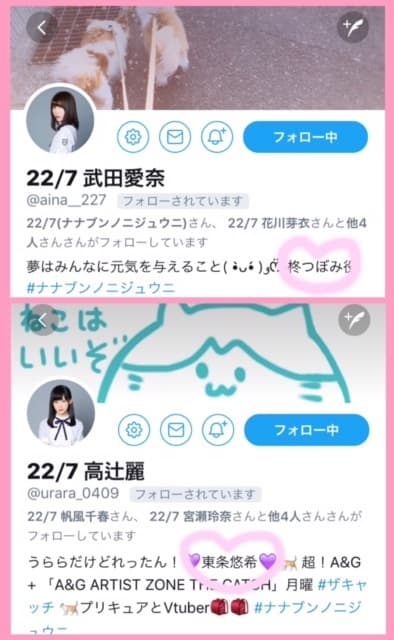 フォロー中
22/7 武田愛奈
@aina__227 フォローされています
22/7(ナナブンノニジュウニ)さん、22/7 花川芽衣さんと他4
人さんさんがフォローしています
夢はみんなに元気を与えること( •̀ᴗ•́ )و 柊つぼみ役
#ナナブンノニジュウニ
ねこは
いいぞ
フォロー中
22/7 高辻麗
@urara_0409 フォローされています
22/7 帆風千春さん、22/7 宮瀬玲奈さんと他4人さんさんが
フォローしています
うららだけどれったん！💜東条悠希💜🐈 超！A&G
+ 「A&G ARTIST ZONE THE CATCH」月曜 #ザキャ
ッチ 🐈プリキュアとVtuber🎒🎒 #ナナブンノニジ
ュウニ